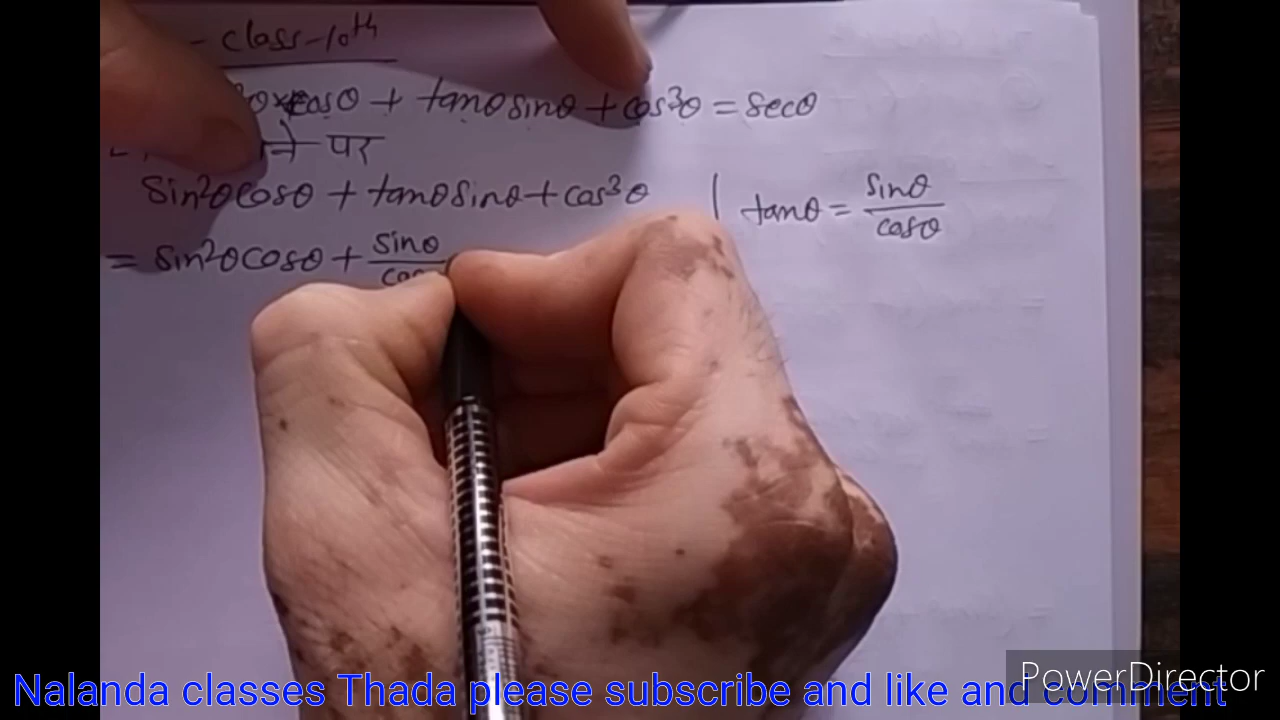 - class-10th
θ×cosθ + tanθ sinθ + cos³θ = secθ
पर
sin²θcosθ + tanθ sinθ + cos³θ | tanθ = sinθ/cosθ
= sin²θcosθ + sinθ/cos
Nalanda classes Thada please subscribe and like and comment
PowerDirector